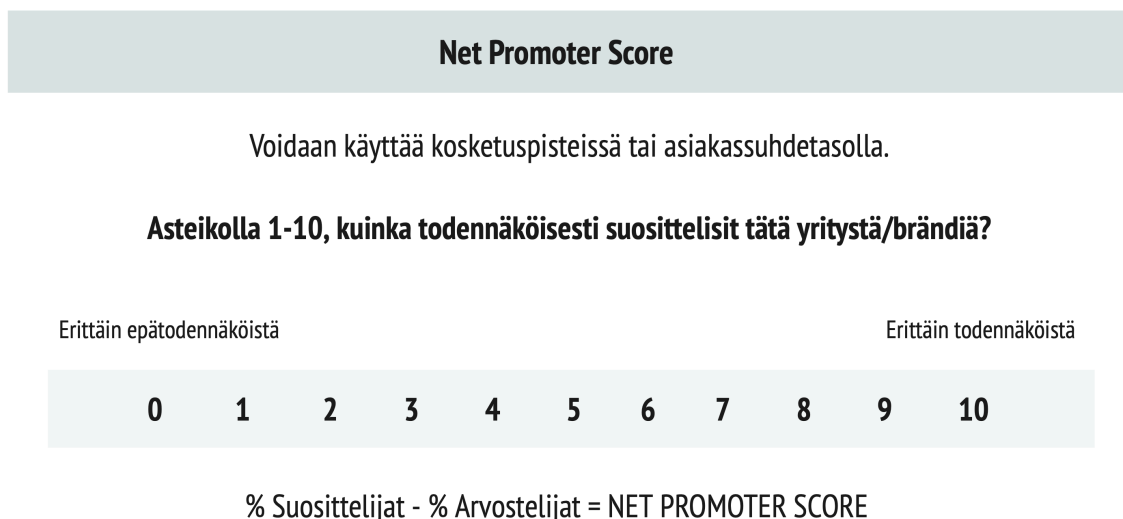 Net Promoter Score
Voidaan käyttää kosketuspisteissä tai asiakassuhdetasolla.
Asteikolla 1-10, kuinka todennäköisesti suosittelisit tätä yritystä/brändiä?
Erittäin epätodennäköistä Erittäin todennäköistä
0 1 2 3 4 5 6 7 8 9 10
% Suosittelijat - % Arvostelijat = NET PROMOTER SCORE